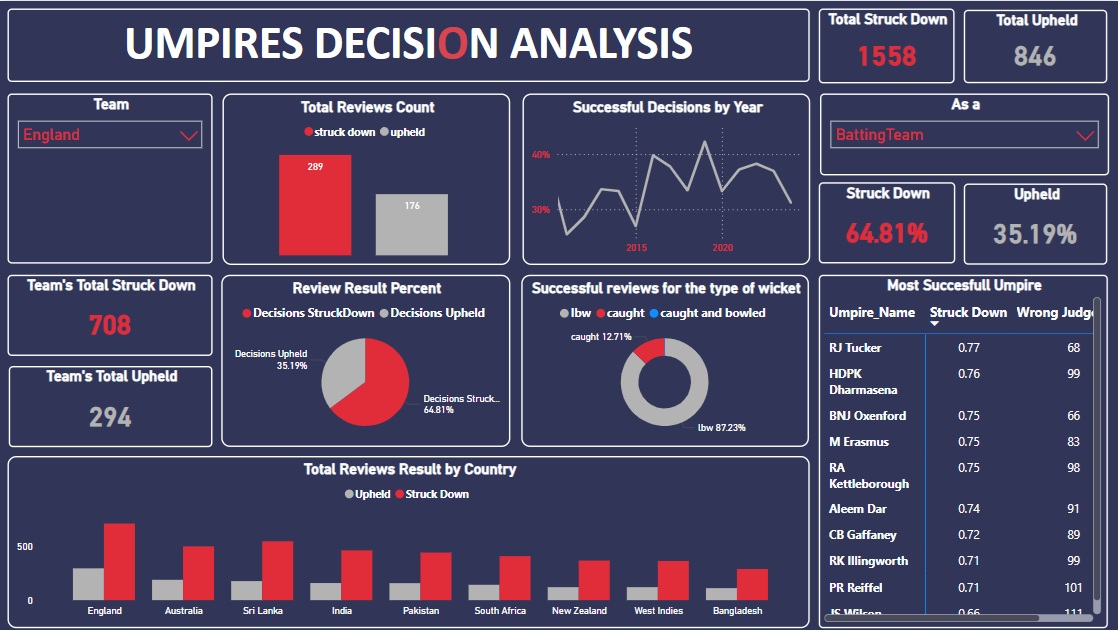 UMPIRES DECISION ANALYSIS
Total Struck Down
1558
Total Upheld
846
Team
England
Total Reviews Count
struck down upheld
289
176
Successful Decisions by Year
40%
30%
2015 2020
As a
BattingTeam
Struck Down
64.81%
Upheld
35.19%
Team's Total Struck Down
708
Team's Total Upheld
294
Review Result Percent
Decisions StruckDown Decisions Upheld
Decisions Upheld
35.19%
Decisions Struck...
64.81%
Successful reviews for the type of wicket
lbw caught caught and bowled
caught 12.71%
lbw 87.23%
Most Succesfull Umpire
Umpire_Name Struck Down Wrong Judge
RJ Tucker 0.77 68
HDPK
Dharmasena 0.76 99
BNJ Oxenford 0.75 66
M Erasmus 0.75 83
RA
Kettleborough 0.75 98
Aleem Dar 0.74 91
CB Gaffaney 0.72 89
RK Illingworth 0.71 99
PR Reiffel 0.71 101
JS Wilson 0.66 111
Total Reviews Result by Country
Upheld Struck Down
500
0
England Australia Sri Lanka India Pakistan South Africa New Zealand West Indies Bangladesh